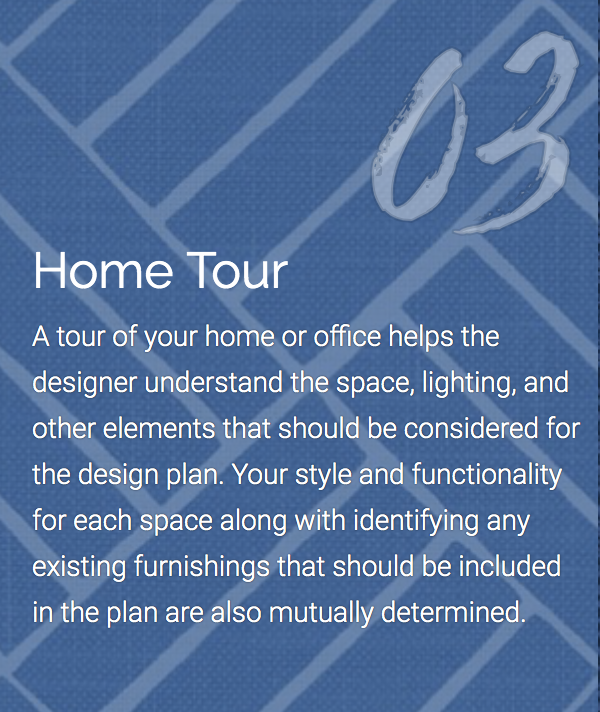 03
Home Tour
A tour of your home or office helps the
designer understand the space, lighting, and
other elements that should be considered for
the design plan. Your style and functionality
for each space along with identifying any
existing furnishings that should be included
in the plan are also mutually determined.